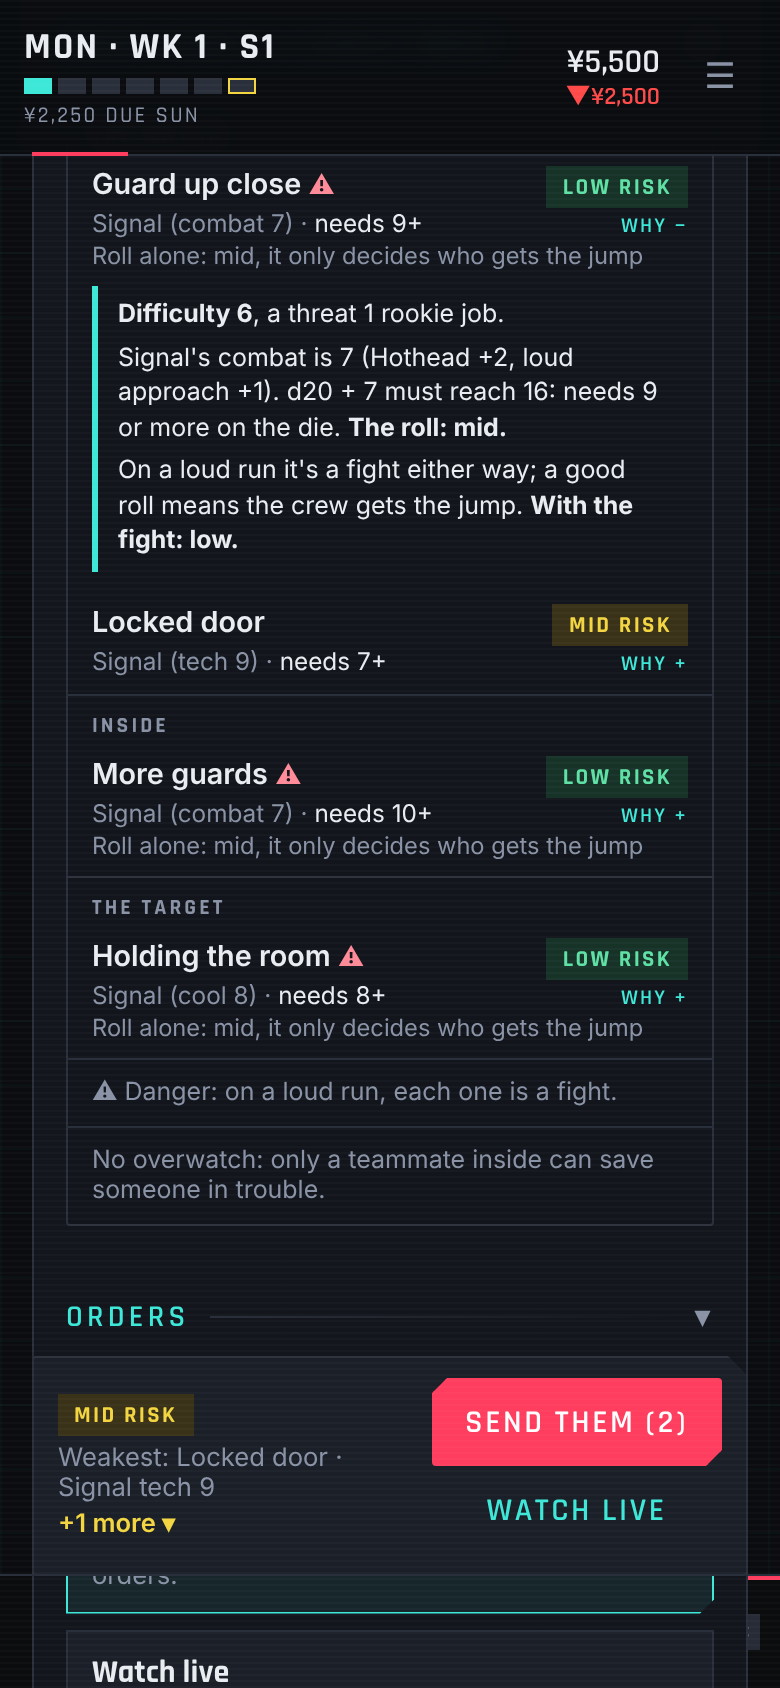 MON · WK 1 · S1
¥5,500
▼¥2,500
☰
¥2,250 DUE SUN
Guard up close ⚠
LOW RISK
Signal (combat 7) · needs 9+
WHY −
Roll alone: mid, it only decides who gets the jump
Difficulty 6, a threat 1 rookie job.
Signal's combat is 7 (Hothead +2, loud
approach +1). d20 + 7 must reach 16: needs 9
or more on the die. The roll: mid.
On a loud run it's a fight either way; a good
roll means the crew gets the jump. With the
fight: low.
Locked door
MID RISK
Signal (tech 9) · needs 7+
WHY +
INSIDE
More guards ⚠
LOW RISK
Signal (combat 7) · needs 10+
WHY +
Roll alone: mid, it only decides who gets the jump
THE TARGET
Holding the room ⚠
LOW RISK
Signal (cool 8) · needs 8+
WHY +
Roll alone: mid, it only decides who gets the jump
⚠ Danger: on a loud run, each one is a fight.
No overwatch: only a teammate inside can save
someone in trouble.
ORDERS
▼
MID RISK
Weakest: Locked door ·
Signal tech 9
+1 more ▾
SEND THEM (2)
WATCH LIVE
orders.
Watch live